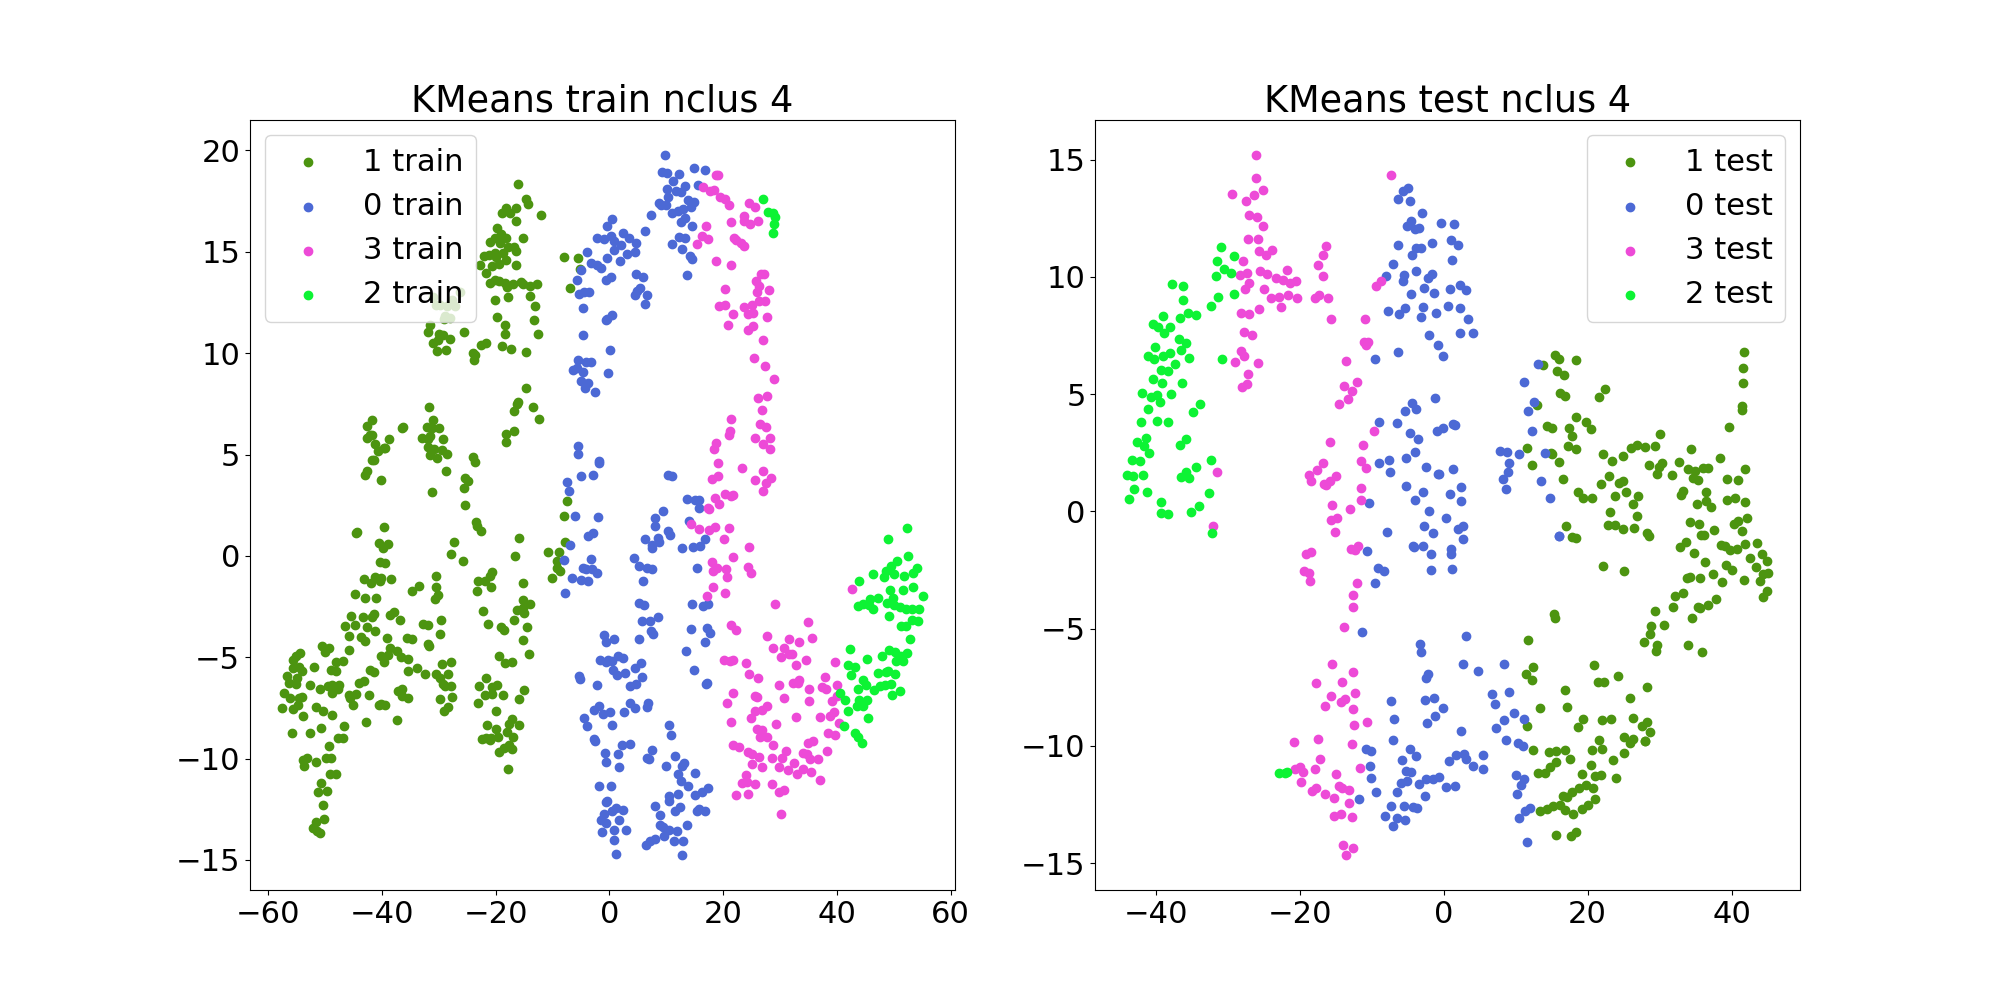 KMeans train nclus 4
20
15
10
5
0
−5
−10
−15
−60 −40 −20 0 20 40 60
1 train
0 train
3 train
2 train
KMeans test nclus 4
15
10
5
0
−5
−10
−15
−40 −20 0 20 40
1 test
0 test
3 test
2 test